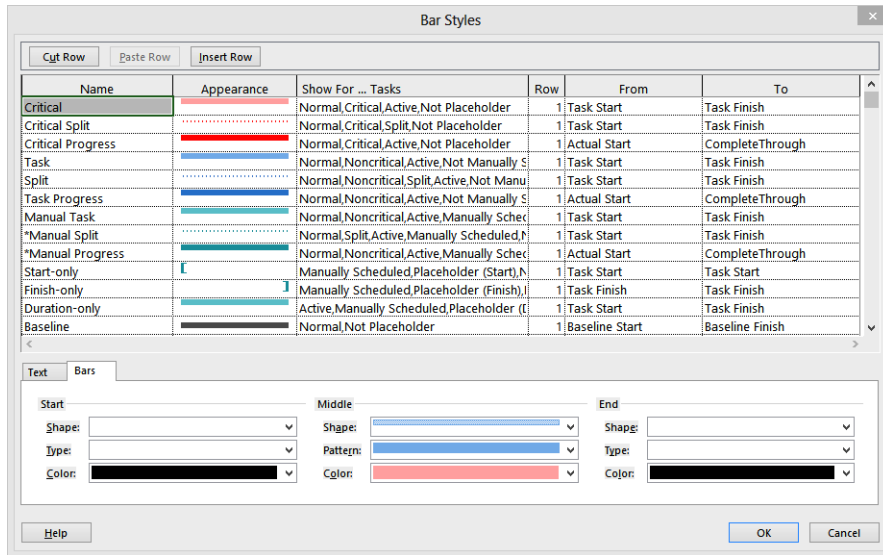 Bar Styles
Cut Row Paste Row Insert Row
Name Appearance Show For ... Tasks Row From To
Critical Normal,Critical,Active,Not Placeholder 1 Task Start Task Finish
Critical Split Normal,Critical,Split,Not Placeholder 1 Task Start Task Finish
Critical Progress Normal,Critical,Active,Not Placeholder 1 Actual Start CompleteThrough
Task Normal,Noncritical,Active,Not Manually S 1 Task Start Task Finish
Split Normal,Noncritical,Split,Active,Not Manu 1 Task Start Task Finish
Task Progress Normal,Noncritical,Active,Not Manually S 1 Actual Start CompleteThrough
Manual Task Normal,Noncritical,Active,Manually Sched 1 Task Start Task Finish
*Manual Split Normal,Split,Active,Manually Scheduled,N 1 Task Start Task Finish
*Manual Progress Normal,Noncritical,Active,Manually Sched 1 Actual Start CompleteThrough
Start-only Manually Scheduled,Placeholder (Start),N 1 Task Start Task Start
Finish-only Manually Scheduled,Placeholder (Finish), 1 Task Finish Task Finish
Duration-only Active,Manually Scheduled,Placeholder (D 1 Task Start Task Finish
Baseline Normal,Not Placeholder 1 Baseline Start Baseline Finish
Text Bars
Start Middle End
Shape: Shape: Shape:
Type: Pattern: Type:
Color: Color: Color:
Help OK Cancel